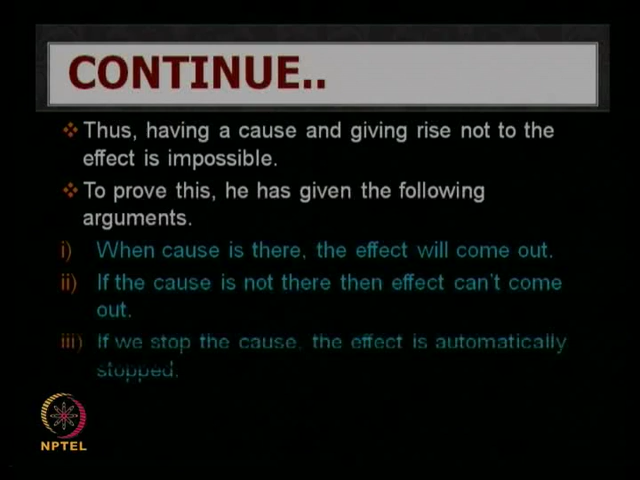 CONTINUE..
Thus, having a cause and giving rise not to the
effect is impossible.
To prove this, he has given the following
arguments.
i) When cause is there, the effect will come out.
ii) If the cause is not there then effect can't come
out.
iii) If we stop the cause, the effect is automatically
stopped.
NPTEL